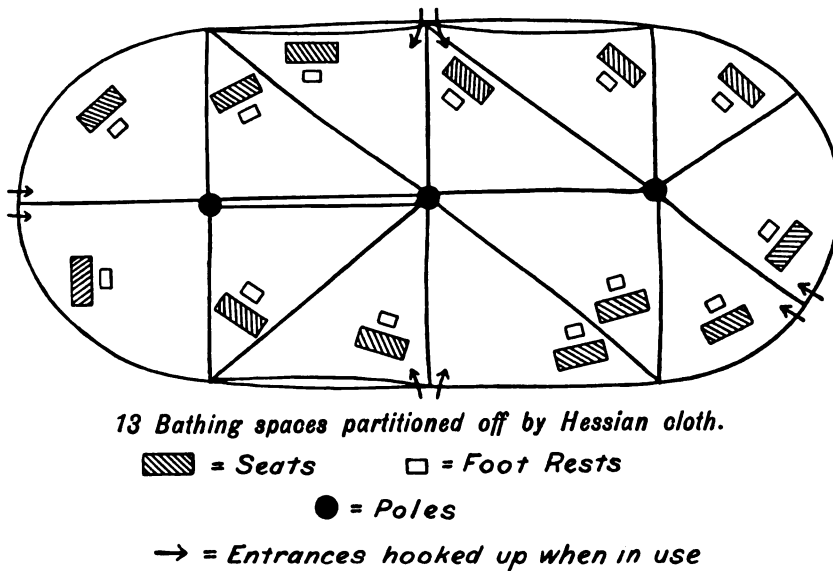 13 Bathing spaces partitioned off by Hessian cloth.
= Seats = Foot Rests
= Poles
→ = Entrances hooked up when in use